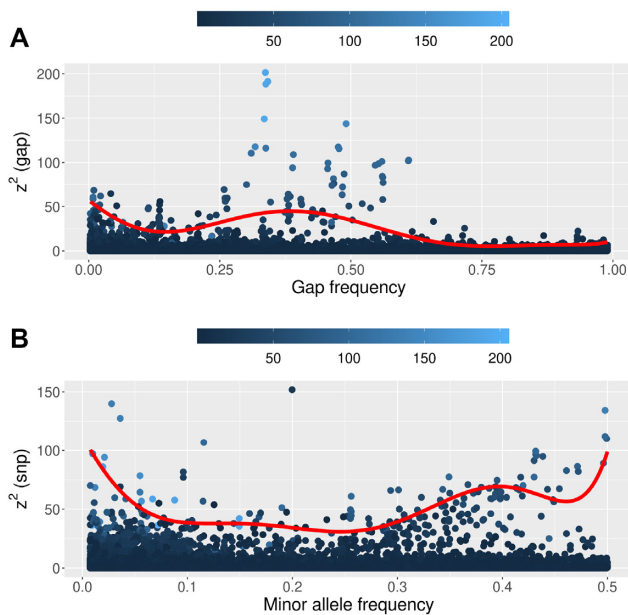 A
50 100 150 200
200
150
100
50
0
z² (gap)
0.00 0.25 0.50 0.75 1.00
Gap frequency
B
50 100 150 200
150
100
50
0
z² (snp)
0.0 0.1 0.2 0.3 0.4 0.5
Minor allele frequency